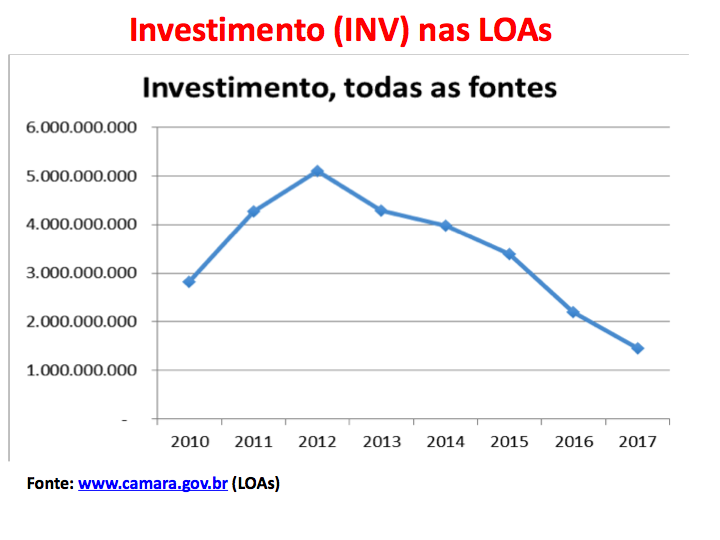 Investimento (INV) nas LOAs
Investimento, todas as fontes
6.000.000.000
5.000.000.000
4.000.000.000
3.000.000.000
2.000.000.000
1.000.000.000
-
2010 2011 2012 2013 2014 2015 2016 2017
Fonte: www.camara.gov.br (LOAs)